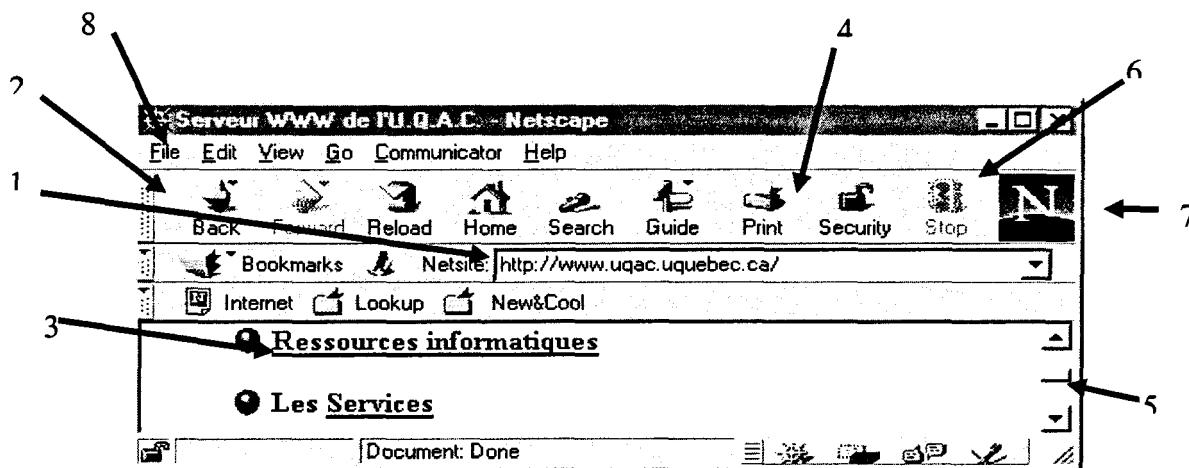 8
4
2
6
Serveur WWW de l'U.Q.A.C. - Netscape
File Edit View Go Communicator Help
1
N
7
Back Forward Reload Home Search Guide Print Security Stop
Bookmarks Netsite: http://www.uqac.uquebec.ca/
Internet Lookup New&Cool
3
Ressources informatiques
5
Les Services
Document: Done